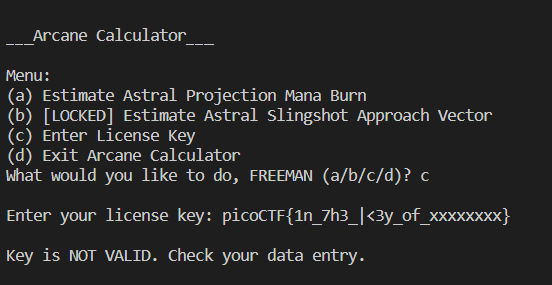 ___Arcane Calculator___
Menu:
(a) Estimate Astral Projection Mana Burn
(b) [LOCKED] Estimate Astral Slingshot Approach Vector
(c) Enter License Key
(d) Exit Arcane Calculator
What would you like to do, FREEMAN (a/b/c/d)? c
Enter your license key: picoCTF{1n_7h3_|<3y_of_xxxxxxxx}
Key is NOT VALID. Check your data entry.